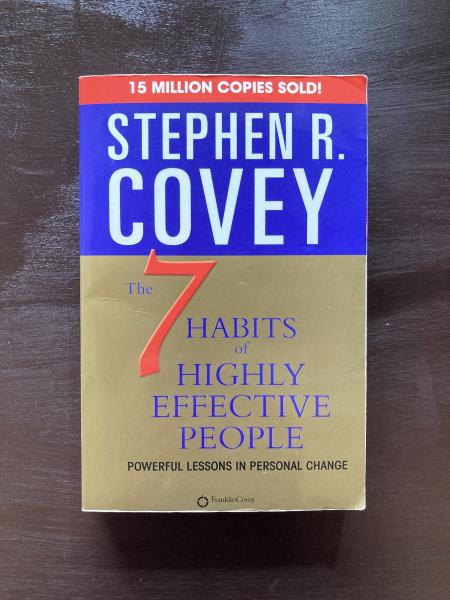 15 MILLION COPIES SOLD!
STEPHEN R.
COVEY
The 7
HABITS
of
HIGHLY
EFFECTIVE
PEOPLE
POWERFUL LESSONS IN PERSONAL CHANGE
FranklinCovey